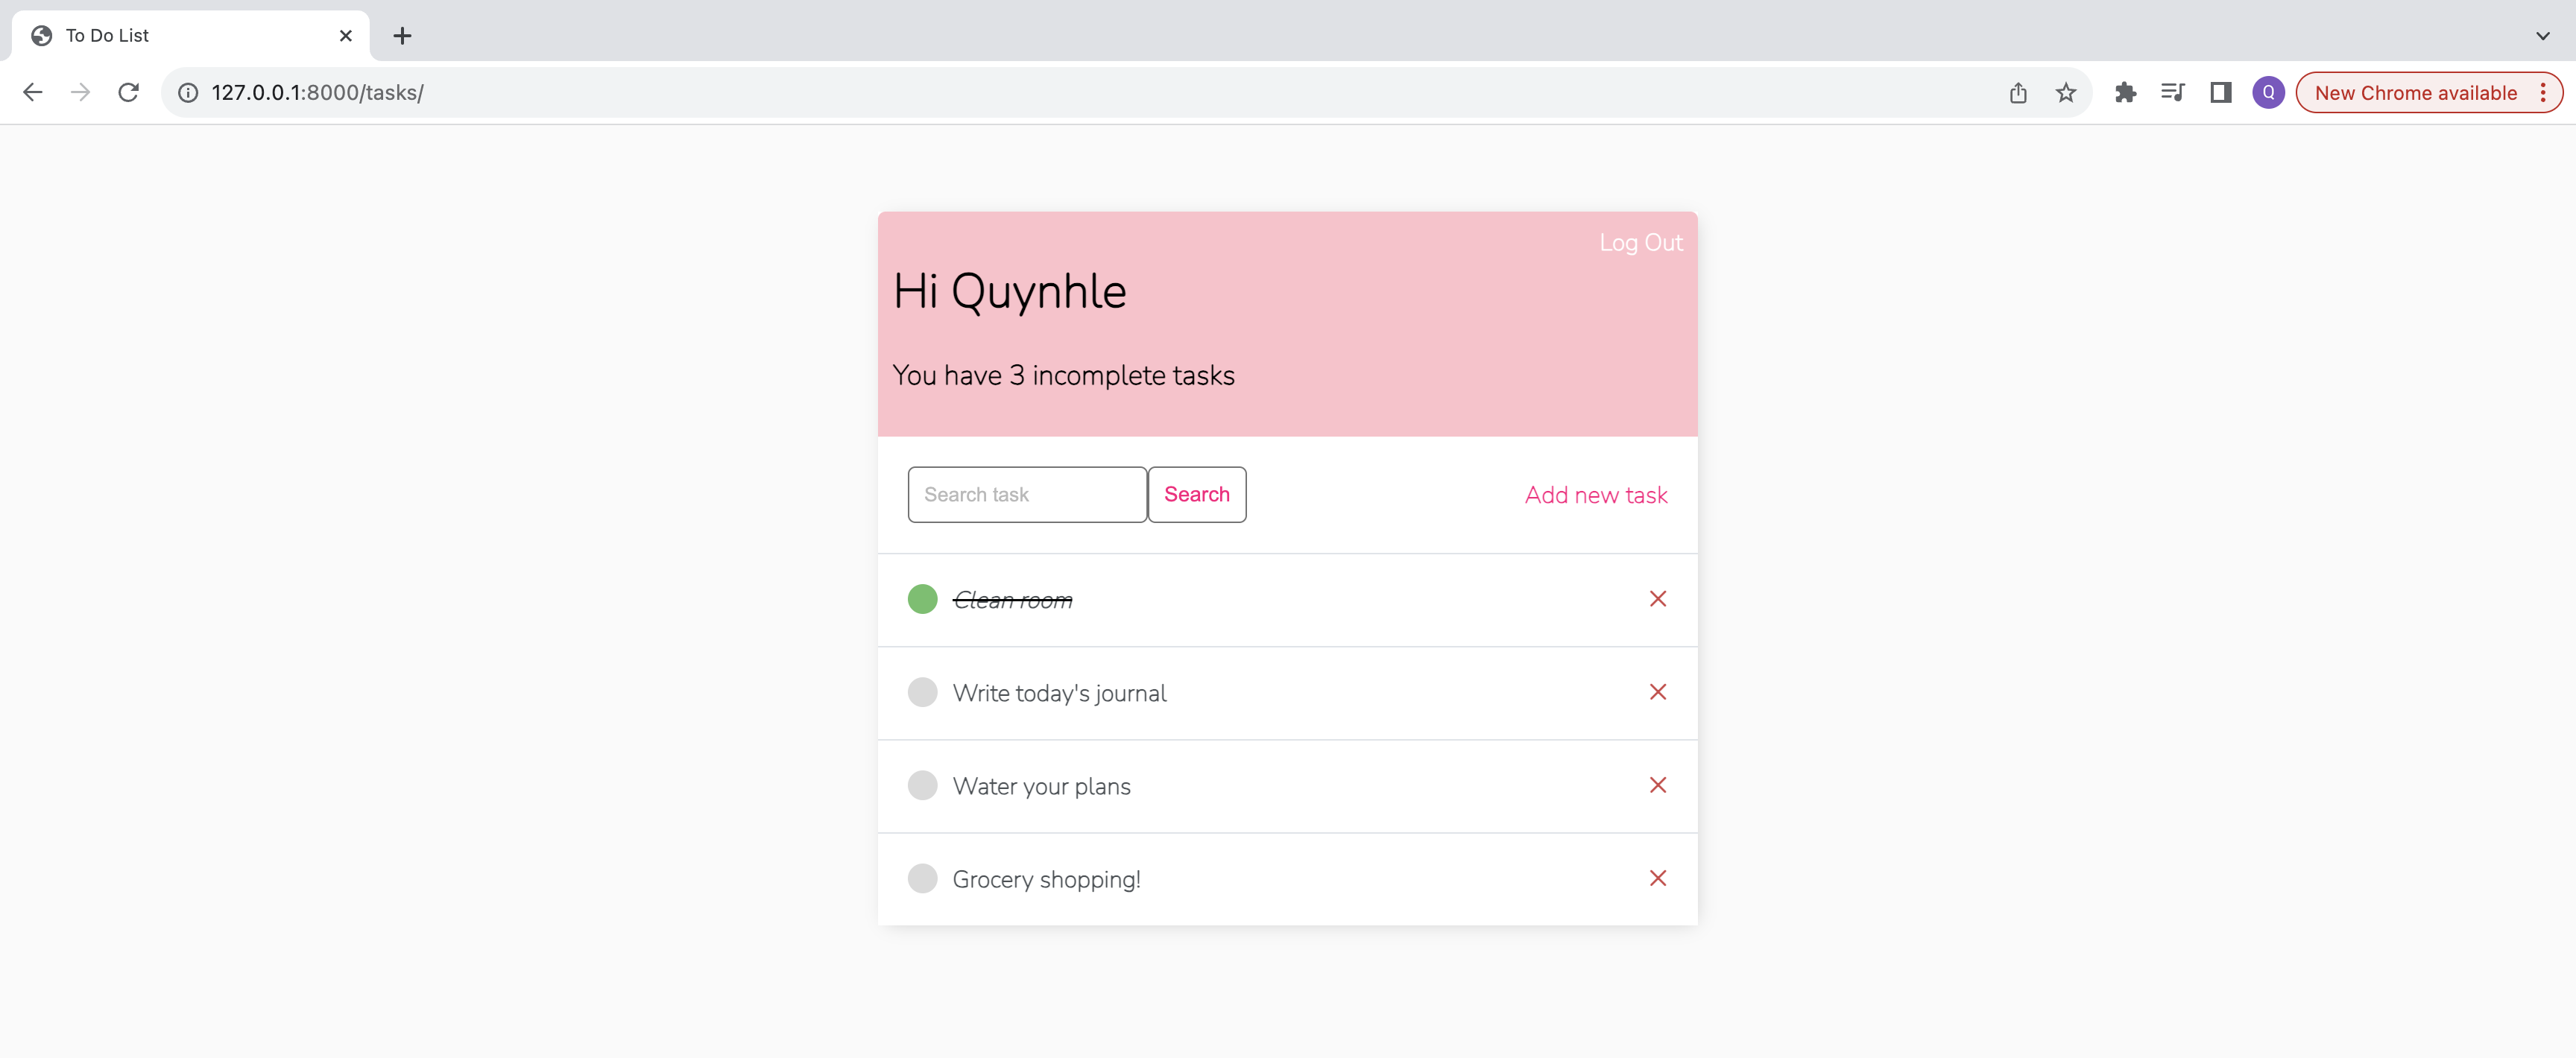 To Do List
127.0.0.1:8000/tasks/
Q
New Chrome available
Log Out
Hi Quynhle
You have 3 incomplete tasks
Search task Search Add new task
Clean room
Write today's journal
Water your plans
Grocery shopping!